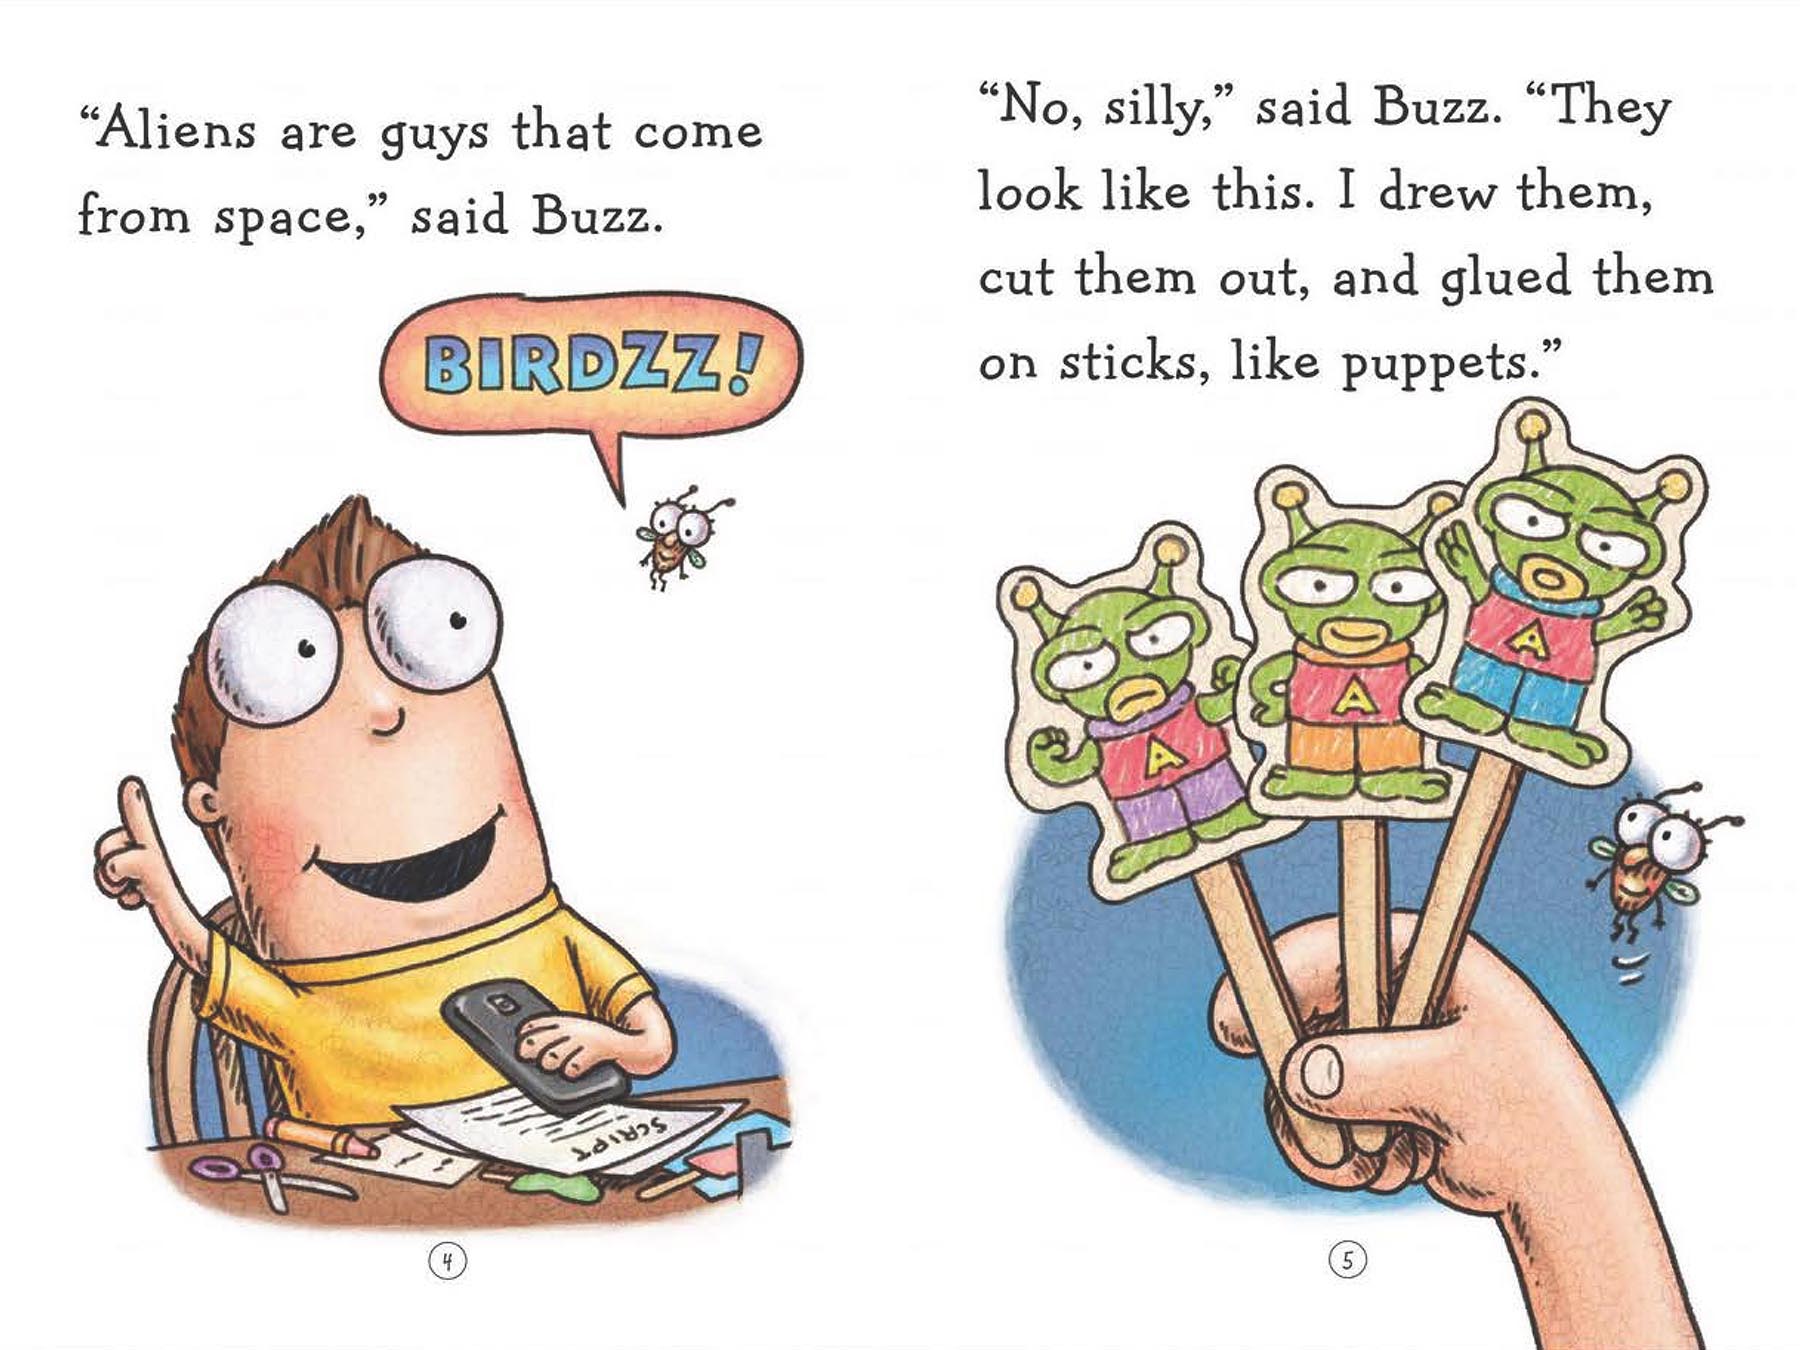 “Aliens are guys that come
from space,” said Buzz.
BIRDZZ!
SCRIPT
4
“No, silly,” said Buzz. “They
look like this. I drew them,
cut them out, and glued them
on sticks, like puppets.”
A
A
A
5